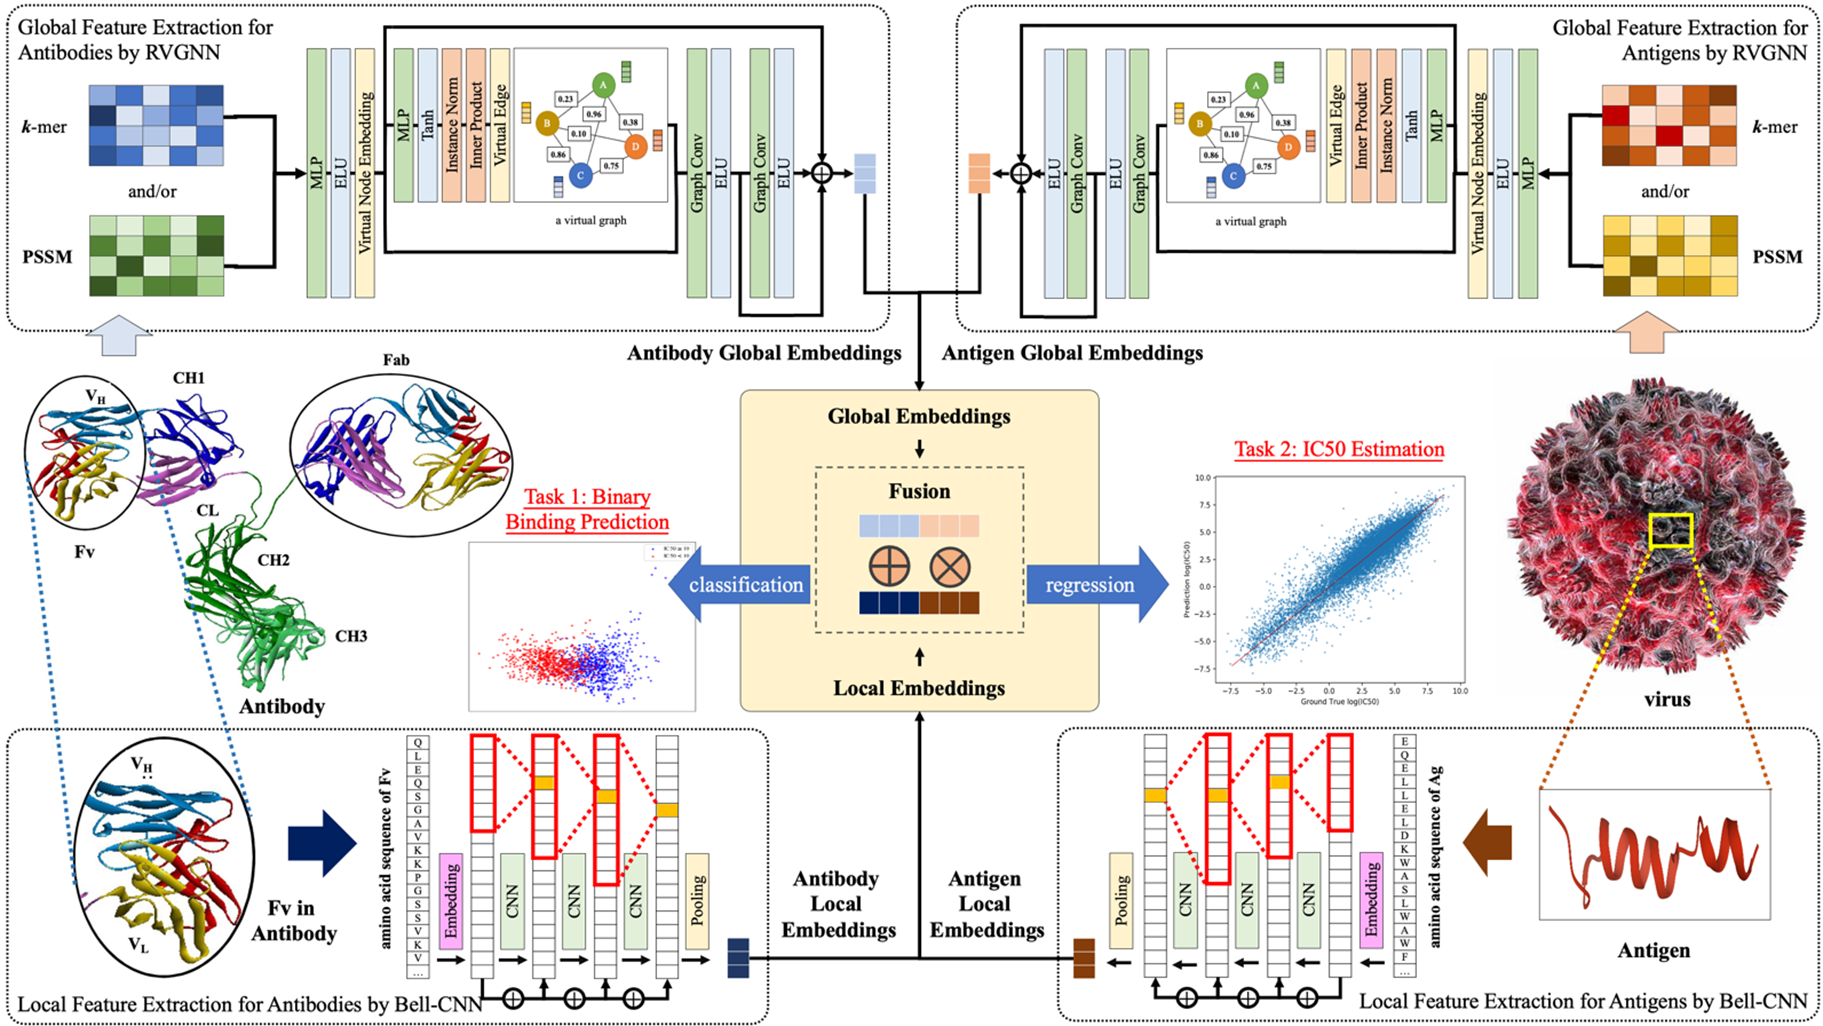 Global Feature Extraction for
Antibodies by RVGNN
k-mer
and/or
PSSM
MLP
ELU
Virtual Node Embedding
MLP
Tanh
Instance Norm
Inner Product
Virtual Edge
A
B
C
D
0.23
0.96
0.38
0.10
0.86
0.75
a virtual graph
Graph Conv
ELU
Graph Conv
ELU
Global Feature Extraction for
Antigens by RVGNN
ELU
Graph Conv
ELU
Graph Conv
A
B
C
D
0.23
0.96
0.38
0.10
0.86
0.75
a virtual graph
Virtual Edge
Inner Product
Instance Norm
Tanh
MLP
Virtual Node Embedding
ELU
MLP
k-mer
and/or
PSSM
Antibody Global Embeddings
Antigen Global Embeddings
VH
CH1
Fab
CL
Fv
CH2
CH3
Antibody
Task 1: Binary
Binding Prediction
IC50 ≥ 10
IC50 < 10
classification
Global Embeddings
Fusion
Local Embeddings
regression
Task 2: IC50 Estimation
10.0
7.5
5.0
2.5
0.0
−2.5
−5.0
−7.5
Prediction log(IC50)
−7.5 −5.0 −2.5 0.0 2.5 5.0 7.5 10.0
Ground True log(IC50)
virus
VH
VL
Fv in
Antibody
amino acid sequence of Fv
Q
L
E
Q
S
G
A
V
K
K
P
G
S
S
V
K
V
...
Embedding
CNN
CNN
CNN
Pooling
Local Feature Extraction for Antibodies by Bell-CNN
Antibody
Local
Embeddings
Antigen
Local
Embeddings
Pooling
CNN
CNN
CNN
Embedding
E
Q
E
L
L
E
L
D
K
W
A
S
L
W
A
W
F
...
amino acid sequence of Ag
Antigen
Local Feature Extraction for Antigens by Bell-CNN